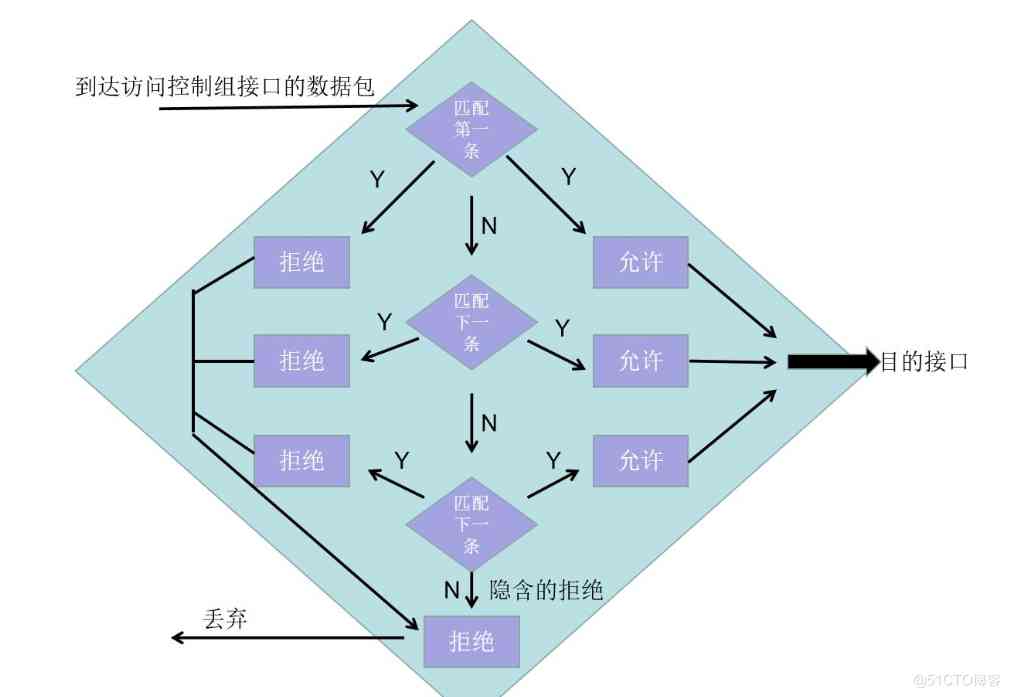 到达访问控制组接口的数据包
匹配
第一
条
Y
Y
N
拒绝
允许
匹配
下一
条
Y
Y
拒绝
允许
目的接口
N
拒绝
允许
Y
Y
匹配
下一
条
N
隐含的拒绝
丢弃
拒绝
@51CTO博客